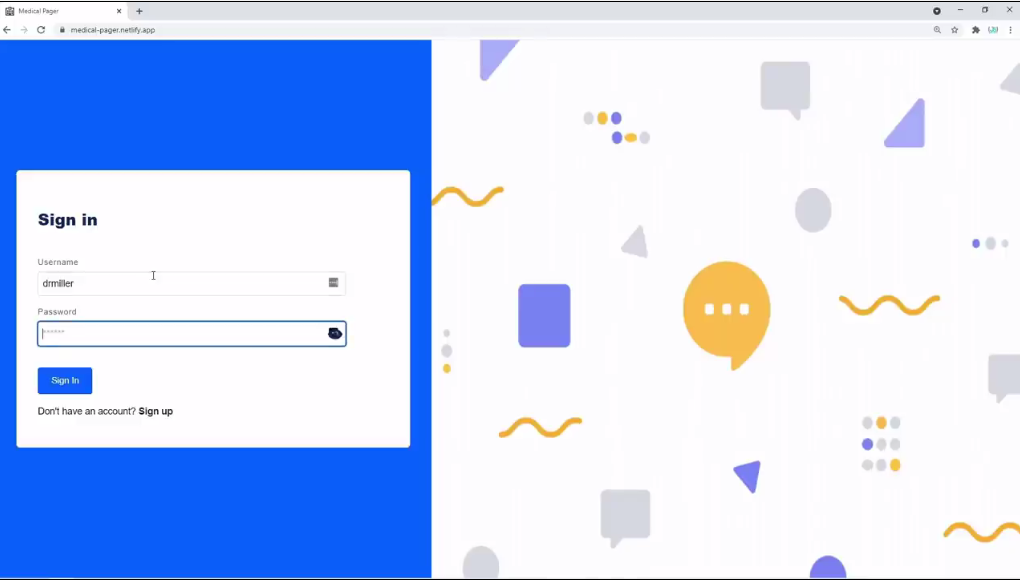 Medical Pager
medical-pager.netlify.app
Sign in
Username
drmiller
Password
******
Sign In
Don't have an account? Sign up